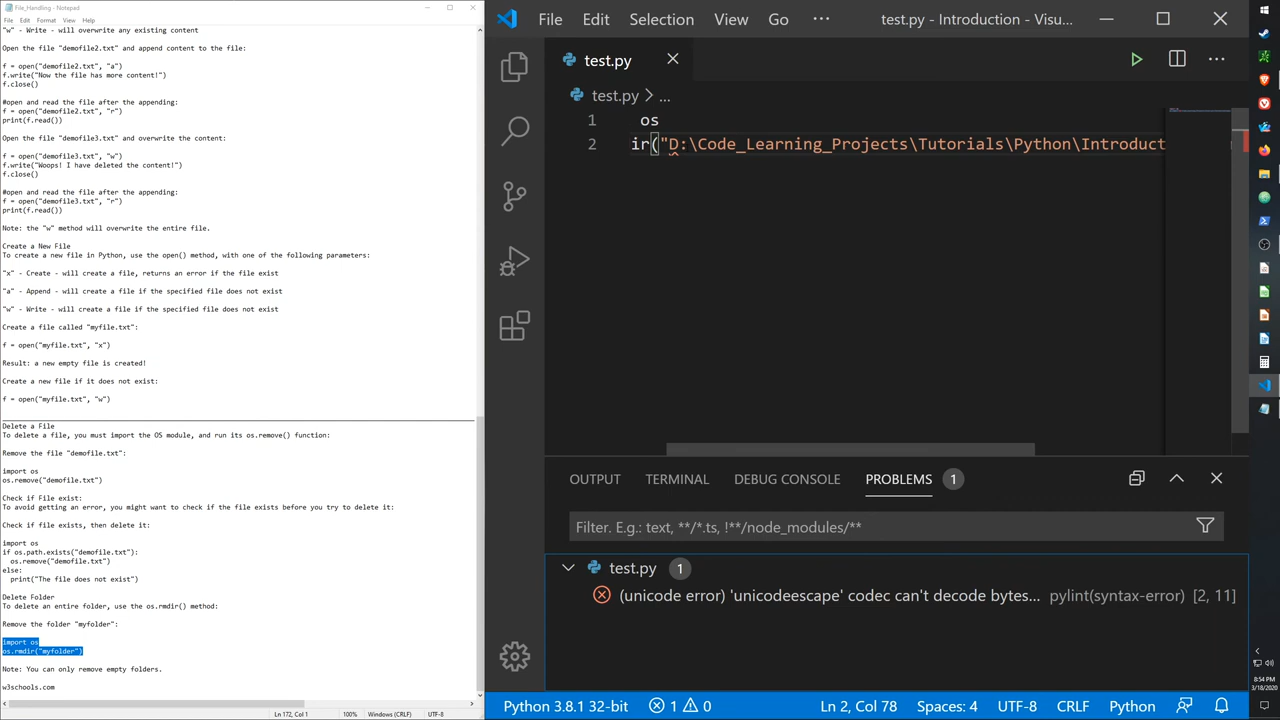 File_Handling - Notepad
File Edit Format View Help
"w" - Write - will overwrite any existing content
Open the file "demofile2.txt" and append content to the file:
f = open("demofile2.txt", "a")
f.write("Now the file has more content!")
f.close()
#open and read the file after the appending:
f = open("demofile2.txt", "r")
print(f.read())
Open the file "demofile3.txt" and overwrite the content:
f = open("demofile3.txt", "w")
f.write("Woops! I have deleted the content!")
f.close()
#open and read the file after the appending:
f = open("demofile3.txt", "r")
print(f.read())
Note: the "w" method will overwrite the entire file.
Create a New File
To create a new file in Python, use the open() method, with one of the following parameters:
"x" - Create - will create a file, returns an error if the file exist
"a" - Append - will create a file if the specified file does not exist
"w" - Write - will create a file if the specified file does not exist
Create a file called "myfile.txt":
f = open("myfile.txt", "x")
Result: a new empty file is created!
Create a new file if it does not exist:
f = open("myfile.txt", "w")
Delete a File
To delete a file, you must import the OS module, and run its os.remove() function:
Remove the file "demofile.txt":
import os
os.remove("demofile.txt")
Check if File exist:
To avoid getting an error, you might want to check if the file exists before you try to delete it:
Check if file exists, then delete it:
import os
if os.path.exists("demofile.txt"):
  os.remove("demofile.txt")
else:
  print("The file does not exist")
Delete Folder
To delete an entire folder, use the os.rmdir() method:
Remove the folder "myfolder":
import os
os.rmdir("myfolder")
Note: You can only remove empty folders.
w3schools.com
Ln 172, Col 1 100% Windows (CRLF) UTF-8
File Edit Selection View Go ... test.py - Introduction - Visu...
test.py
test.py > ...
1 os
2 ir("D:\Code_Learning_Projects\Tutorials\Python\Introduct
OUTPUT TERMINAL DEBUG CONSOLE PROBLEMS 1
Filter. E.g.: text, **/*.ts, !**/node_modules/**
test.py 1
(unicode error) 'unicodeescape' codec can't decode bytes... pylint(syntax-error) [2, 11]
Python 3.8.1 32-bit 1 0 Ln 2, Col 78 Spaces: 4 UTF-8 CRLF Python
8:54 PM
3/18/2020